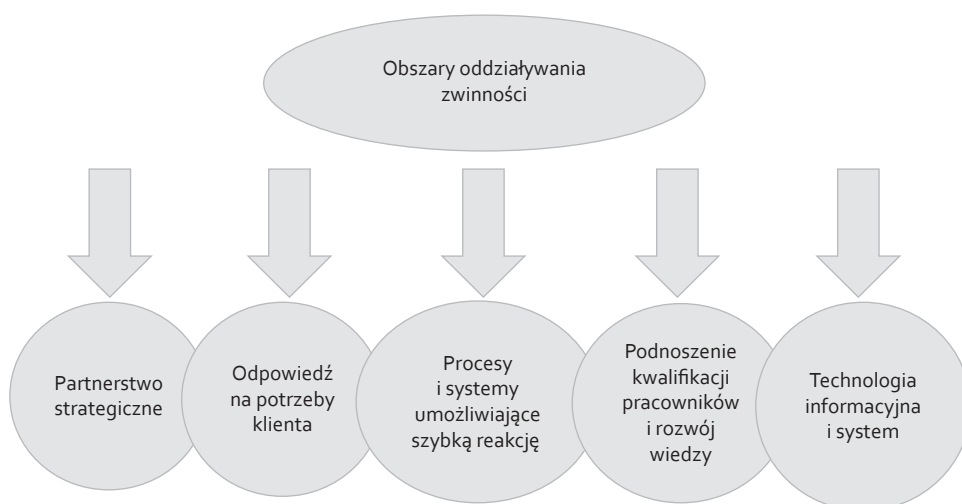 Obszary oddziaływania
zwinności
Partnerstwo
strategiczne
Odpowiedź
na potrzeby
klienta
Procesy
i systemy
umożliwiające
szybką reakcję
Podnoszenie
kwalifikacji
pracowników
i rozwój
wiedzy
Technologia
informacyjna
i system